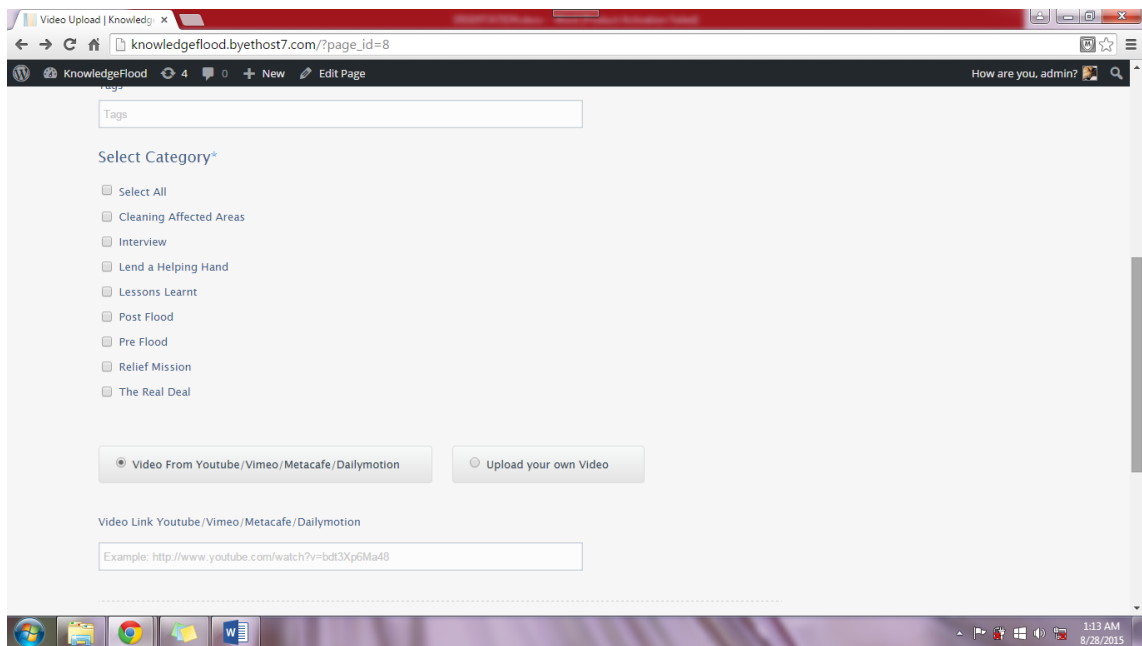 Video Upload | Knowledg
knowledgeflood.byethost7.com/?page_id=8
KnowledgeFlood 4 0 + New Edit Page How are you, admin?
Tags
Tags
Select Category*
Select All
Cleaning Affected Areas
Interview
Lend a Helping Hand
Lessons Learnt
Post Flood
Pre Flood
Relief Mission
The Real Deal
Video From Youtube/Vimeo/Metacafe/Dailymotion Upload your own Video
Video Link Youtube/Vimeo/Metacafe/Dailymotion
Example: http://www.youtube.com/watch?v=bdt3Xp6Ma48
1:13 AM
8/28/2015